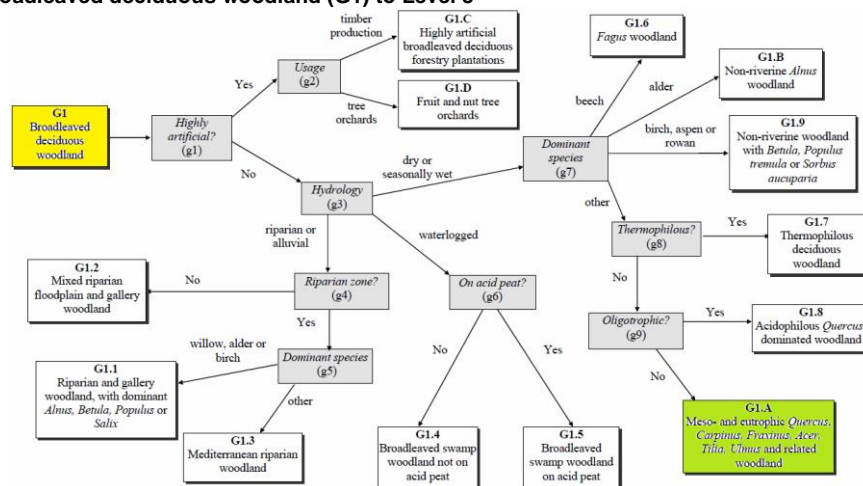 G1
Broadleaved
deciduous
woodland
Highly
artificial?
(g1)
Yes
No
Usage
(g2)
timber
production
tree
orchards
G1.C
Highly artificial
broadleaved deciduous
forestry plantations
G1.D
Fruit and nut tree
orchards
Hydrology
(g3)
dry or
seasonally wet
riparian or
alluvial
waterlogged
Dominant
species
(g7)
beech
alder
birch, aspen or
rowan
other
G1.6
Fagus woodland
G1.B
Non-riverine Alnus
woodland
G1.9
Non-riverine woodland
with Betula, Populus
tremula or Sorbus
aucuparia
Thermophilous?
(g8)
Yes
No
G1.7
Thermophilous
deciduous
woodland
Oligotrophic?
(g9)
Yes
No
G1.8
Acidophilous Quercus-
dominated woodland
G1.A
Meso- and eutrophic Quercus,
Carpinus, Fraxinus, Acer,
Tilia, Ulmus and related
woodland
Riparian zone?
(g4)
No
Yes
G1.2
Mixed riparian
floodplain and gallery
woodland
Dominant species
(g5)
willow, alder or
birch
other
G1.1
Riparian and gallery
woodland, with dominant
Alnus, Betula, Populus or
Salix
G1.3
Mediterranean riparian
woodland
On acid peat?
(g6)
No
Yes
G1.4
Broadleaved swamp
woodland not on
acid peat
G1.5
Broadleaved
swamp woodland
on acid peat